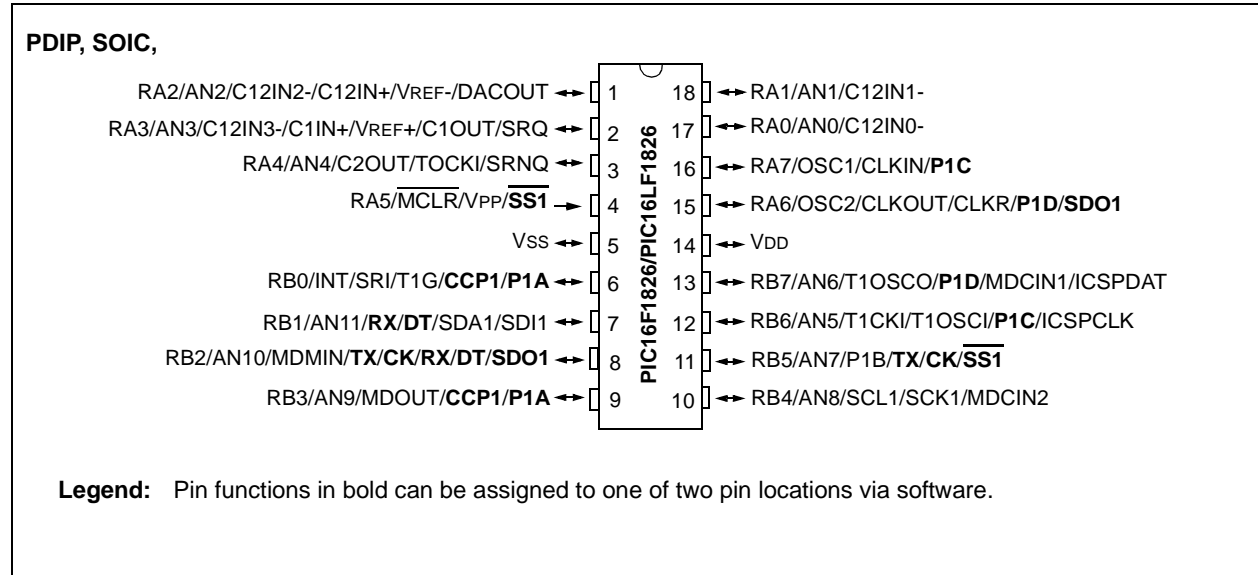 PDIP, SOIC,
RA2/AN2/C12IN2-/C12IN+/VREF-/DACOUT 1
RA3/AN3/C12IN3-/C1IN+/VREF+/C1OUT/SRQ 2
RA4/AN4/C2OUT/TOCKI/SRNQ 3
RA5/MCLR/VPP/SS1 4
VSS 5
RB0/INT/SRI/T1G/CCP1/P1A 6
RB1/AN11/RX/DT/SDA1/SDI1 7
RB2/AN10/MDMIN/TX/CK/RX/DT/SDO1 8
RB3/AN9/MDOUT/CCP1/P1A 9
PIC16F1826/PIC16LF1826
18 RA1/AN1/C12IN1-
17 RA0/AN0/C12IN0-
16 RA7/OSC1/CLKIN/P1C
15 RA6/OSC2/CLKOUT/CLKR/P1D/SDO1
14 VDD
13 RB7/AN6/T1OSCO/P1D/MDCIN1/ICSPDAT
12 RB6/AN5/T1CKI/T1OSCI/P1C/ICSPCLK
11 RB5/AN7/P1B/TX/CK/SS1
10 RB4/AN8/SCL1/SCK1/MDCIN2
Legend: Pin functions in bold can be assigned to one of two pin locations via software.